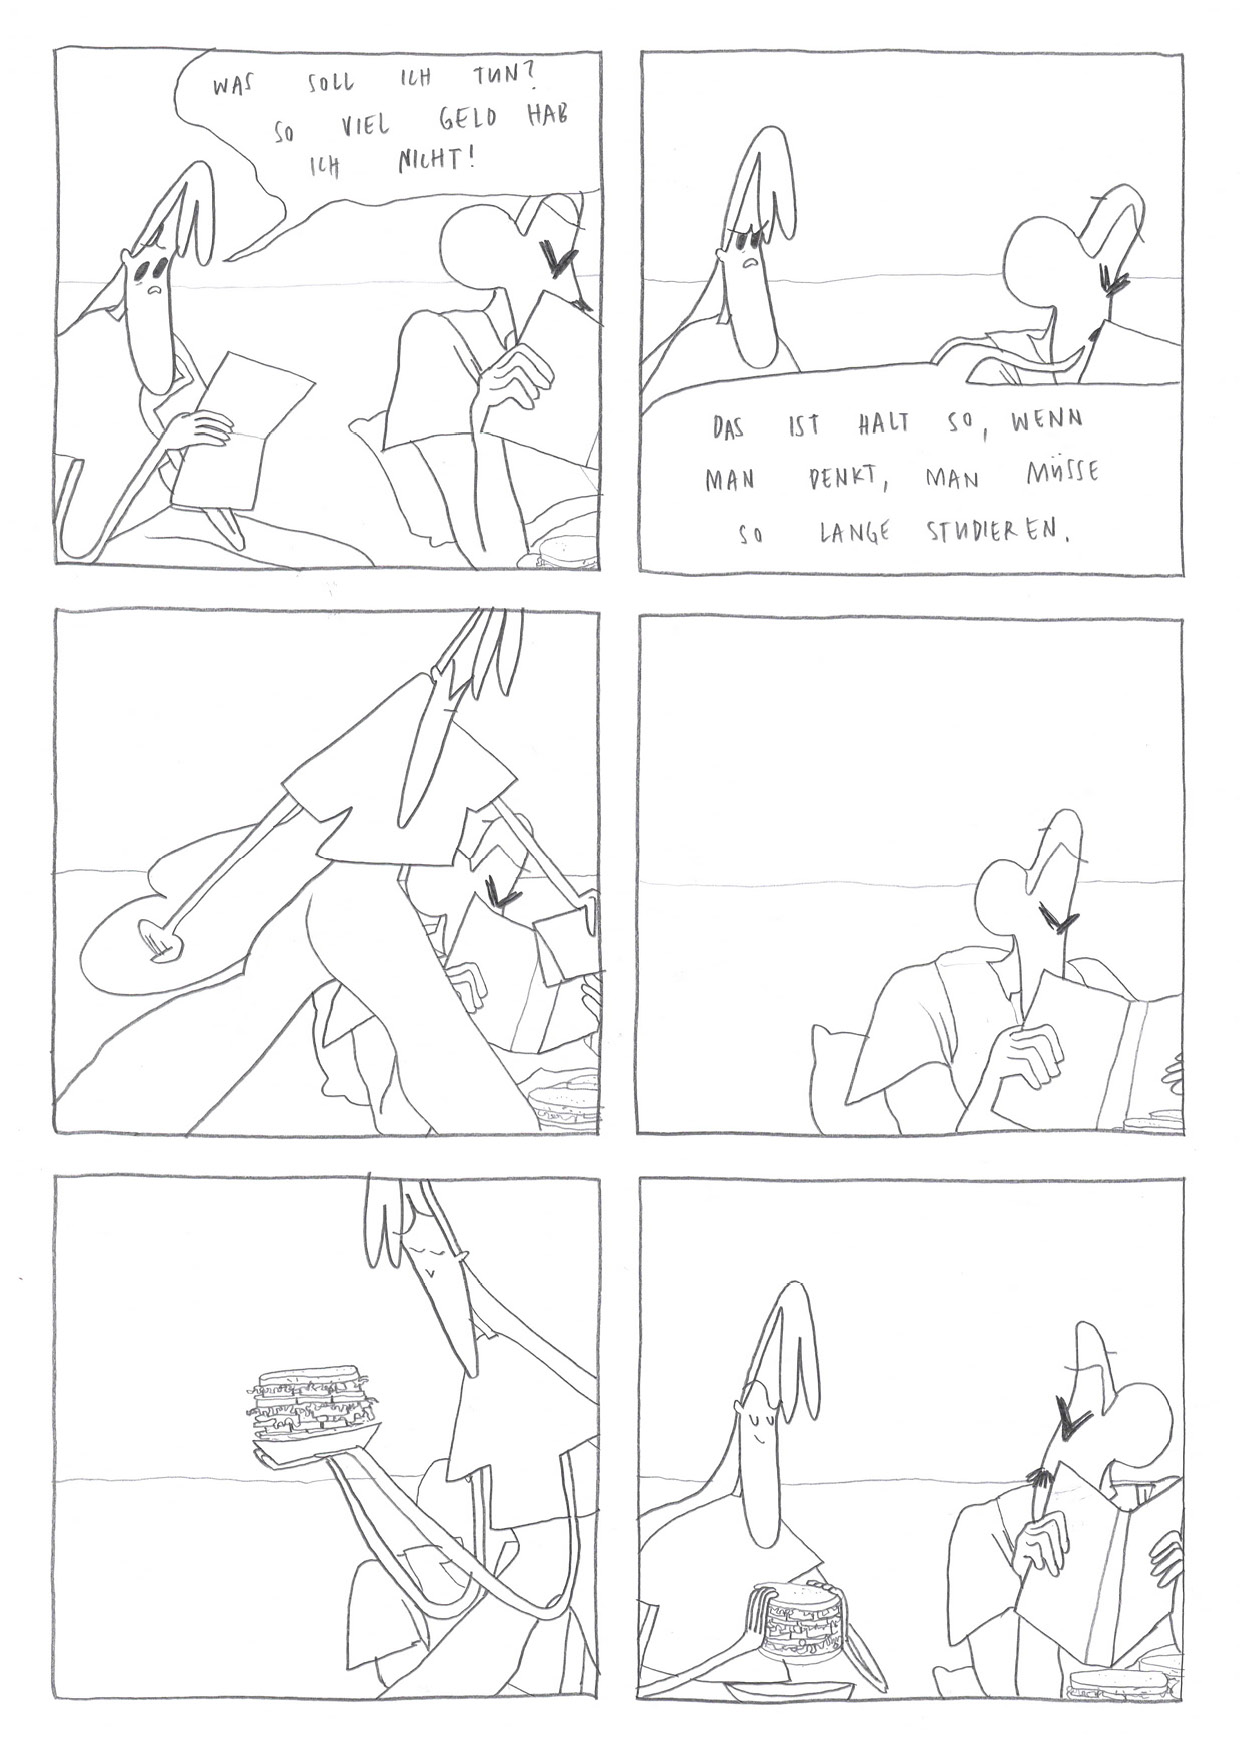 WAS SOLL ICH TUN?
SO VIEL GELD HAB
ICH NICHT!
DAS IST HALT SO, WENN
MAN DENKT, MAN MÜSSE
SO LANGE STUDIEREN.